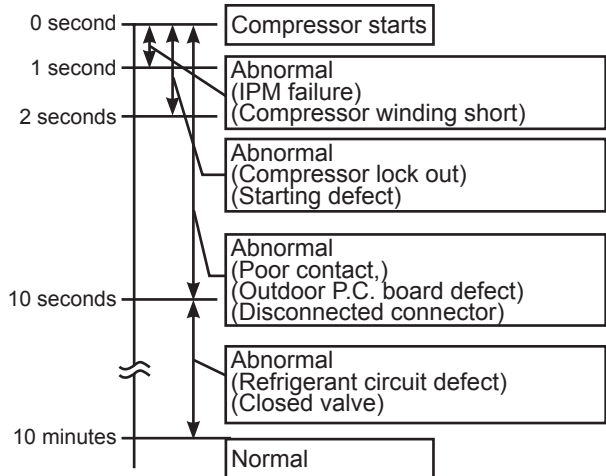 0 second
Compressor starts
1 second
Abnormal
(IPM failure)
(Compressor winding short)
2 seconds
Abnormal
(Compressor lock out)
(Starting defect)
Abnormal
(Poor contact,)
(Outdoor P.C. board defect)
(Disconnected connector)
10 seconds
Abnormal
(Refrigerant circuit defect)
(Closed valve)
10 minutes
Normal